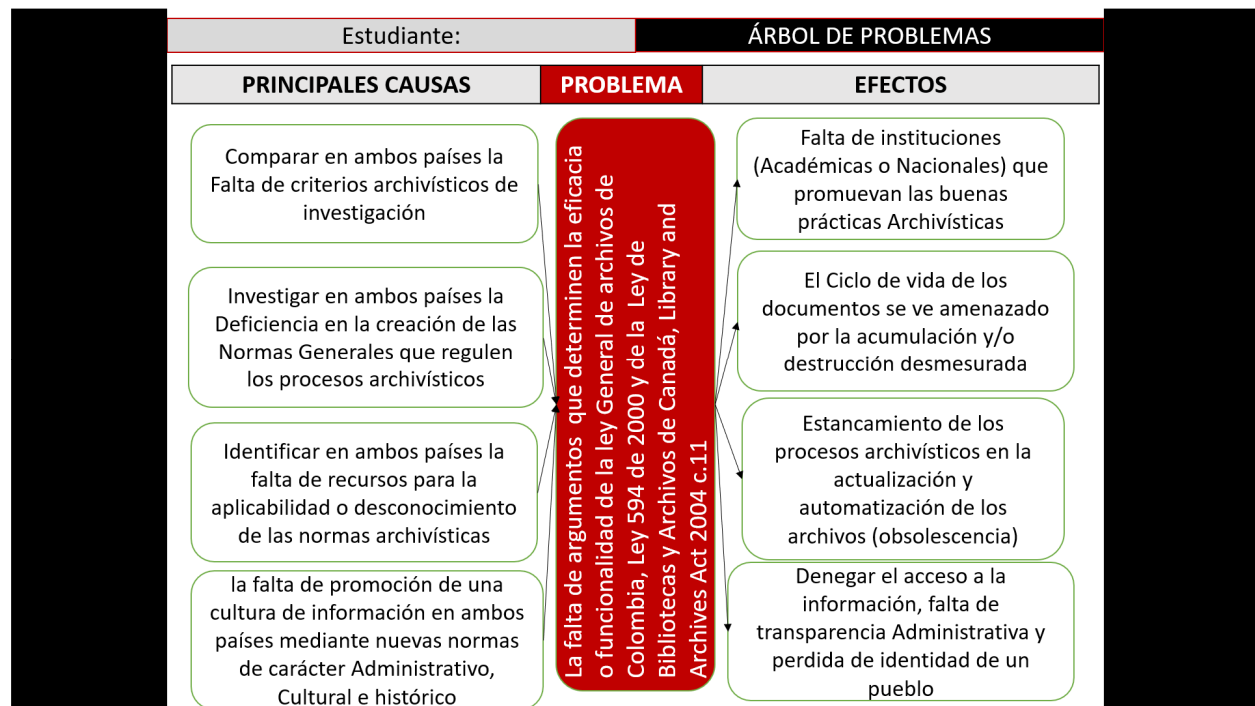 Estudiante:
ÁRBOL DE PROBLEMAS
PRINCIPALES CAUSAS
PROBLEMA
EFECTOS
Comparar en ambos países la
Falta de criterios archivísticos de
investigación
Investigar en ambos países la
Deficiencia en la creación de las
Normas Generales que regulen
los procesos archivísticos
Identificar en ambos países la
falta de recursos para la
aplicabilidad o desconocimiento
de las normas archivísticas
la falta de promoción de una
cultura de información en ambos
países mediante nuevas normas
de carácter Administrativo,
Cultural e histórico
La falta de argumentos que determinen la eficacia
o funcionalidad de la ley General de archivos de
Colombia, Ley 594 de 2000 y de la Ley de
Bibliotecas y Archivos de Canadá, Library and
Archives Act 2004 c.11
Falta de instituciones
(Académicas o Nacionales) que
promuevan las buenas
prácticas Archivísticas
El Ciclo de vida de los
documentos se ve amenazado
por la acumulación y/o
destrucción desmesurada
Estancamiento de los
procesos archivísticos en la
actualización y
automatización de los
archivos (obsolescencia)
Denegar el acceso a la
información, falta de
transparencia Administrativa y
perdida de identidad de un
pueblo